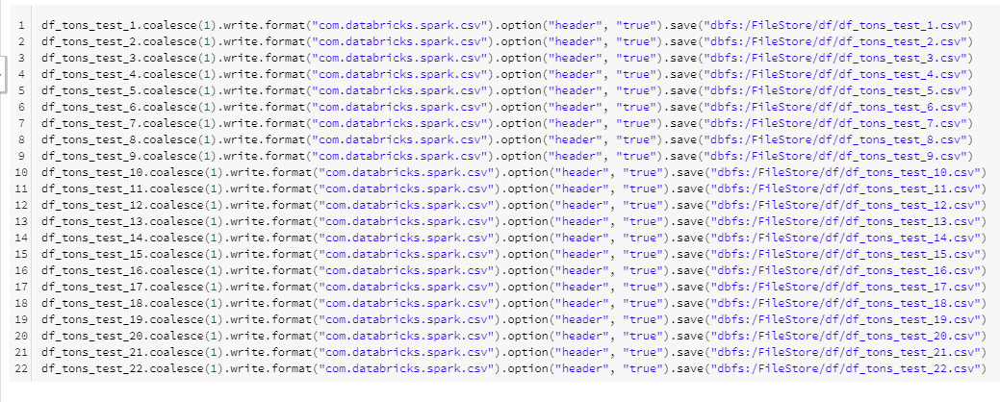 1 df_tons_test_1.coalesce(1).write.format("com.databricks.spark.csv").option("header", "true").save("dbfs:/FileStore/df/df_tons_test_1.csv")
2 df_tons_test_2.coalesce(1).write.format("com.databricks.spark.csv").option("header", "true").save("dbfs:/FileStore/df/df_tons_test_2.csv")
3 df_tons_test_3.coalesce(1).write.format("com.databricks.spark.csv").option("header", "true").save("dbfs:/FileStore/df/df_tons_test_3.csv")
4 df_tons_test_4.coalesce(1).write.format("com.databricks.spark.csv").option("header", "true").save("dbfs:/FileStore/df/df_tons_test_4.csv")
5 df_tons_test_5.coalesce(1).write.format("com.databricks.spark.csv").option("header", "true").save("dbfs:/FileStore/df/df_tons_test_5.csv")
6 df_tons_test_6.coalesce(1).write.format("com.databricks.spark.csv").option("header", "true").save("dbfs:/FileStore/df/df_tons_test_6.csv")
7 df_tons_test_7.coalesce(1).write.format("com.databricks.spark.csv").option("header", "true").save("dbfs:/FileStore/df/df_tons_test_7.csv")
8 df_tons_test_8.coalesce(1).write.format("com.databricks.spark.csv").option("header", "true").save("dbfs:/FileStore/df/df_tons_test_8.csv")
9 df_tons_test_9.coalesce(1).write.format("com.databricks.spark.csv").option("header", "true").save("dbfs:/FileStore/df/df_tons_test_9.csv")
10 df_tons_test_10.coalesce(1).write.format("com.databricks.spark.csv").option("header", "true").save("dbfs:/FileStore/df/df_tons_test_10.csv")
11 df_tons_test_11.coalesce(1).write.format("com.databricks.spark.csv").option("header", "true").save("dbfs:/FileStore/df/df_tons_test_11.csv")
12 df_tons_test_12.coalesce(1).write.format("com.databricks.spark.csv").option("header", "true").save("dbfs:/FileStore/df/df_tons_test_12.csv")
13 df_tons_test_13.coalesce(1).write.format("com.databricks.spark.csv").option("header", "true").save("dbfs:/FileStore/df/df_tons_test_13.csv")
14 df_tons_test_14.coalesce(1).write.format("com.databricks.spark.csv").option("header", "true").save("dbfs:/FileStore/df/df_tons_test_14.csv")
15 df_tons_test_15.coalesce(1).write.format("com.databricks.spark.csv").option("header", "true").save("dbfs:/FileStore/df/df_tons_test_15.csv")
16 df_tons_test_16.coalesce(1).write.format("com.databricks.spark.csv").option("header", "true").save("dbfs:/FileStore/df/df_tons_test_16.csv")
17 df_tons_test_17.coalesce(1).write.format("com.databricks.spark.csv").option("header", "true").save("dbfs:/FileStore/df/df_tons_test_17.csv")
18 df_tons_test_18.coalesce(1).write.format("com.databricks.spark.csv").option("header", "true").save("dbfs:/FileStore/df/df_tons_test_18.csv")
19 df_tons_test_19.coalesce(1).write.format("com.databricks.spark.csv").option("header", "true").save("dbfs:/FileStore/df/df_tons_test_19.csv")
20 df_tons_test_20.coalesce(1).write.format("com.databricks.spark.csv").option("header", "true").save("dbfs:/FileStore/df/df_tons_test_20.csv")
21 df_tons_test_21.coalesce(1).write.format("com.databricks.spark.csv").option("header", "true").save("dbfs:/FileStore/df/df_tons_test_21.csv")
22 df_tons_test_22.coalesce(1).write.format("com.databricks.spark.csv").option("header", "true").save("dbfs:/FileStore/df/df_tons_test_22.csv")